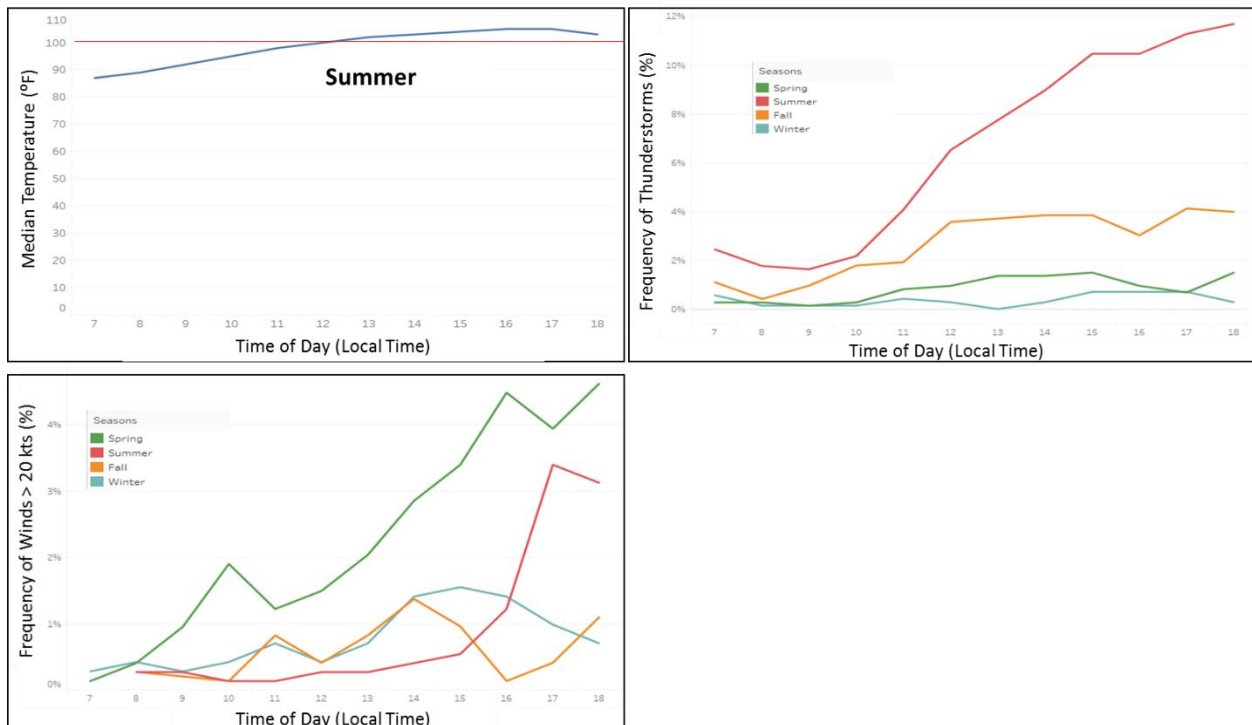 Median Temperature (⁰F)
110
100
90
80
70
60
50
40
30
20
10
0
Summer
7 8 9 10 11 12 13 14 15 16 17 18
Time of Day (Local Time)
Frequency of Thunderstorms (%)
12%
10%
8%
6%
4%
2%
0%
Seasons
Spring
Summer
Fall
Winter
7 8 9 10 11 12 13 14 15 16 17 18
Time of Day (Local Time)
Frequency of Winds > 20 kts (%)
4%
3%
2%
1%
0%
Seasons
Spring
Summer
Fall
Winter
7 8 9 10 11 12 13 14 15 16 17 18
Time of Day (Local Time)